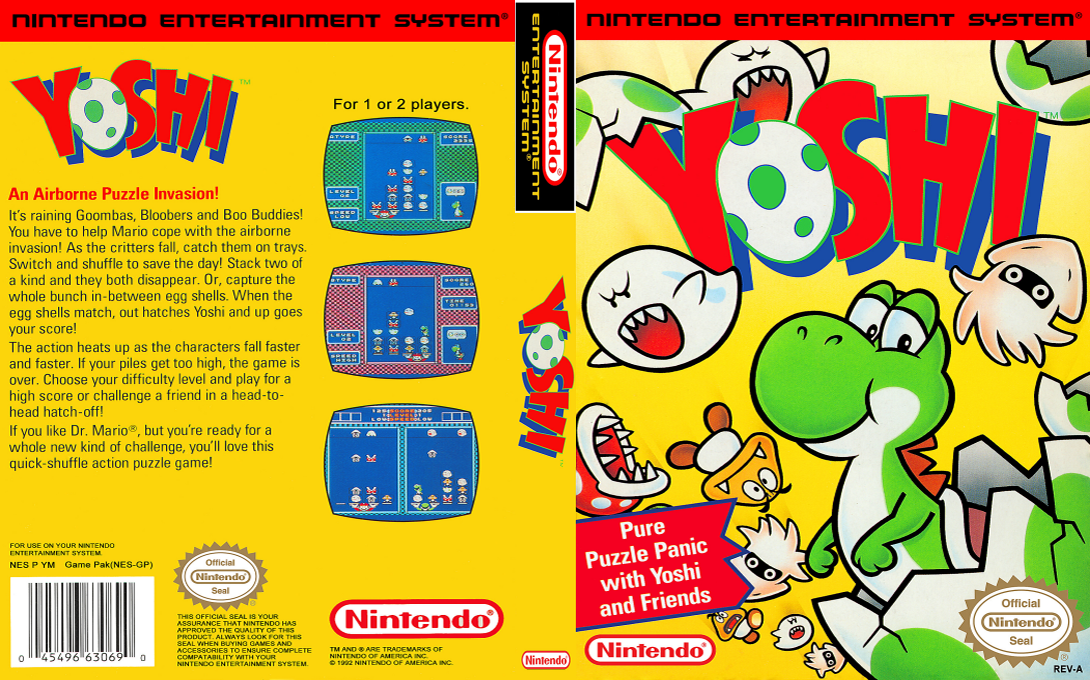 NINTENDO ENTERTAINMENT SYSTEM®
YOSHI™
An Airborne Puzzle Invasion!
It's raining Goombas, Bloobers and Boo Buddies!
You have to help Mario cope with the airborne
invasion! As the critters fall, catch them on trays.
Switch and shuffle to save the day! Stack two of
a kind and they both disappear. Or, capture the
whole bunch in-between egg shells. When the
egg shells match, out hatches Yoshi and up goes
your score!
The action heats up as the characters fall faster
and faster. If your piles get too high, the game is
over. Choose your difficulty level and play for a
high score or challenge a friend in a head-to-
head hatch-off!
If you like Dr. Mario®, but you're ready for a
whole new kind of challenge, you'll love this
quick-shuffle action puzzle game!
FOR USE ON YOUR NINTENDO
ENTERTAINMENT SYSTEM.
NES P YM Game Pak(NES-GP)
0 45496 63069 0
Official
Nintendo®
Seal
THIS OFFICIAL SEAL IS YOUR
ASSURANCE THAT NINTENDO HAS
APPROVED THE QUALITY OF THIS
PRODUCT. ALWAYS LOOK FOR THIS
SEAL WHEN BUYING GAMES AND
ACCESSORIES TO ENSURE COMPLETE
COMPATABILITY WITH YOUR
NINTENDO ENTERTAINMENT SYSTEM.
For 1 or 2 players.
SCORE
LEVEL
SPEED
LOW
SCORE
TIME
LEVEL
SPEED
HIGH
Nintendo®
TM AND ® ARE TRADEMARKS OF
NINTENDO OF AMERICA INC.
© 1992 NINTENDO OF AMERICA INC.
Nintendo®
ENTERTAINMENT
SYSTEM®
YOSHI
Nintendo
NINTENDO ENTERTAINMENT SYSTEM®
YOSHI™
Pure
Puzzle Panic
with Yoshi
and Friends
Nintendo®
Official
Nintendo®
Seal
REV-A